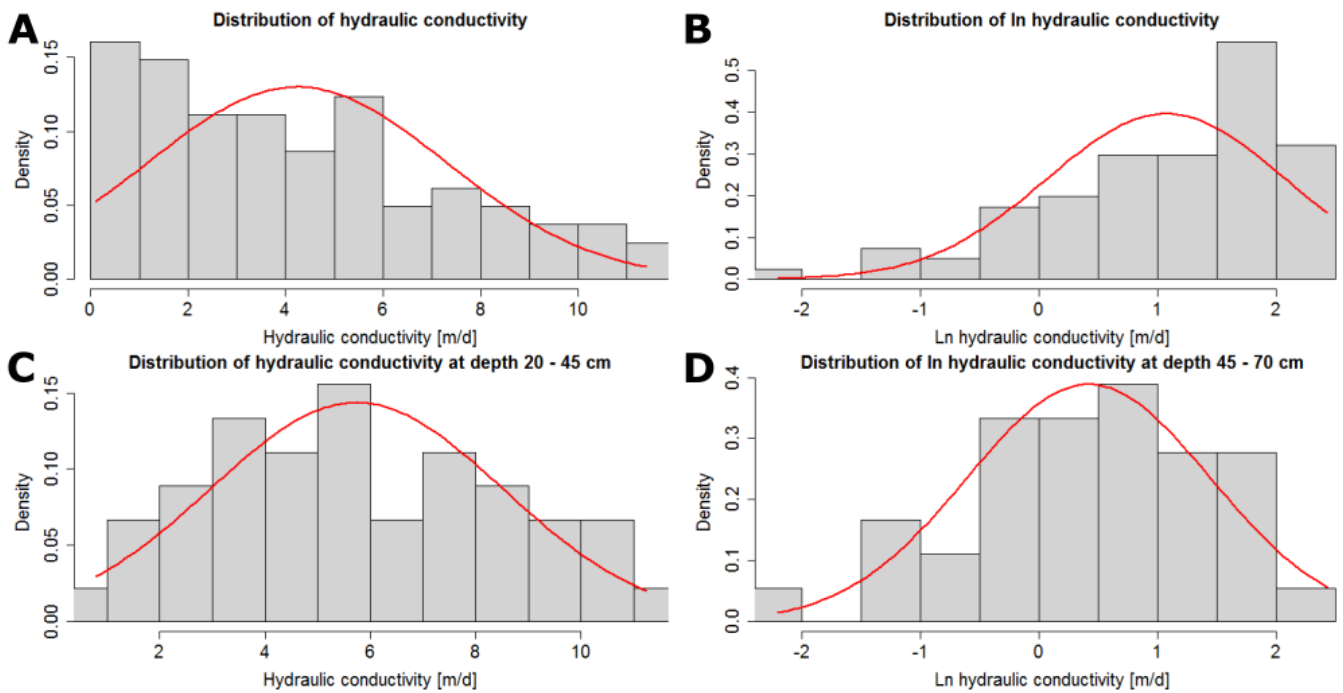 A
Distribution of hydraulic conductivity
Density
0.00 0.05 0.10 0.15
0 2 4 6 8 10
Hydraulic conductivity [m/d]
B
Distribution of ln hydraulic conductivity
Density
0.0 0.1 0.2 0.3 0.4 0.5
-2 -1 0 1 2
Ln hydraulic conductivity [m/d]
C
Distribution of hydraulic conductivity at depth 20 - 45 cm
Density
0.00 0.05 0.10 0.15
2 4 6 8 10
Hydraulic conductivity [m/d]
D
Distribution of ln hydraulic conductivity at depth 45 - 70 cm
Density
0.0 0.1 0.2 0.3 0.4
-2 -1 0 1 2
Ln hydraulic conductivity [m/d]